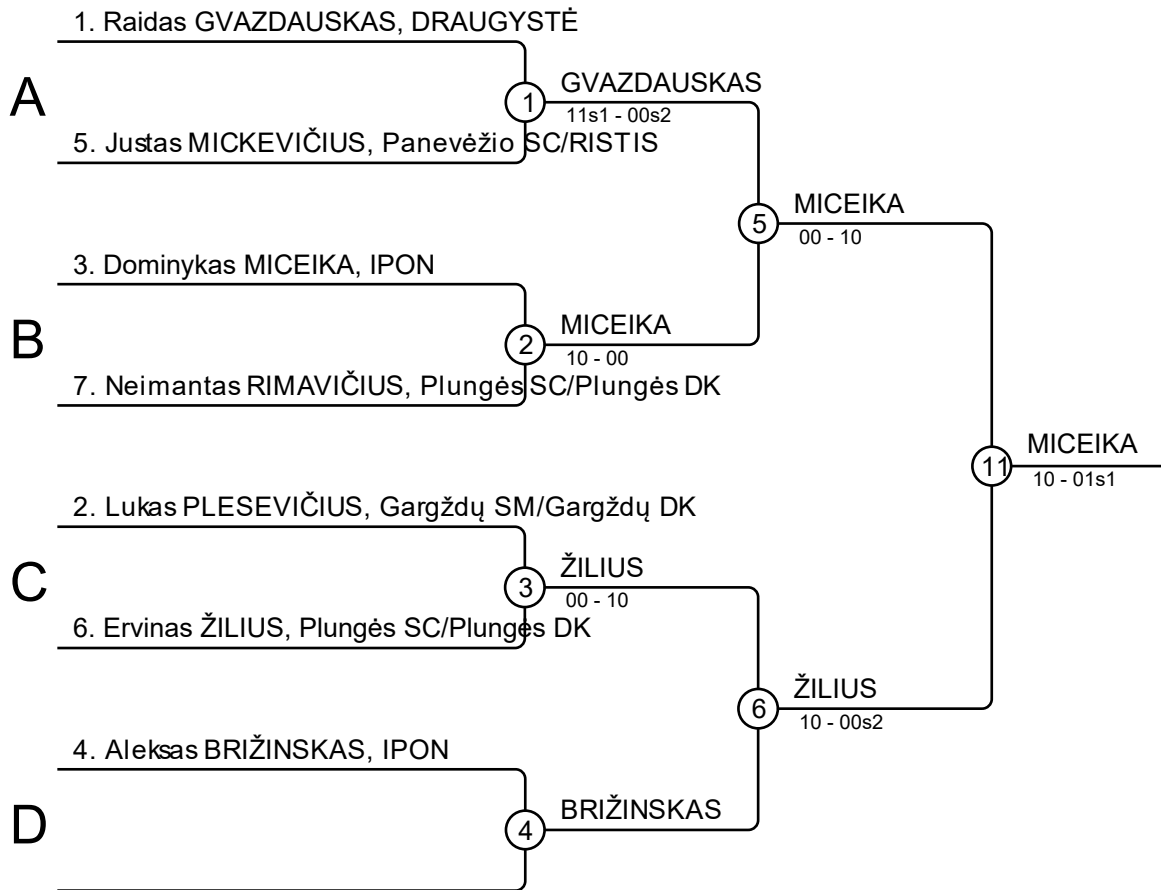 1. Raidas GVAZDAUSKAS, DRAUGYSTĖ
A
1
GVAZDAUSKAS
11s1 - 00s2
5. Justas MICKEVIČIUS, Panevėžio SC/RISTIS
5
MICEIKA
00 - 10
3. Dominykas MICEIKA, IPON
B
2
MICEIKA
10 - 00
7. Neimantas RIMAVIČIUS, Plungės SC/Plungės DK
11
MICEIKA
10 - 01s1
2. Lukas PLESEVIČIUS, Gargždų SM/Gargždų DK
C
3
ŽILIUS
00 - 10
6. Ervinas ŽILIUS, Plungės SC/Plungės DK
6
ŽILIUS
10 - 00s2
4. Aleksas BRIŽINSKAS, IPON
D
4
BRIŽINSKAS